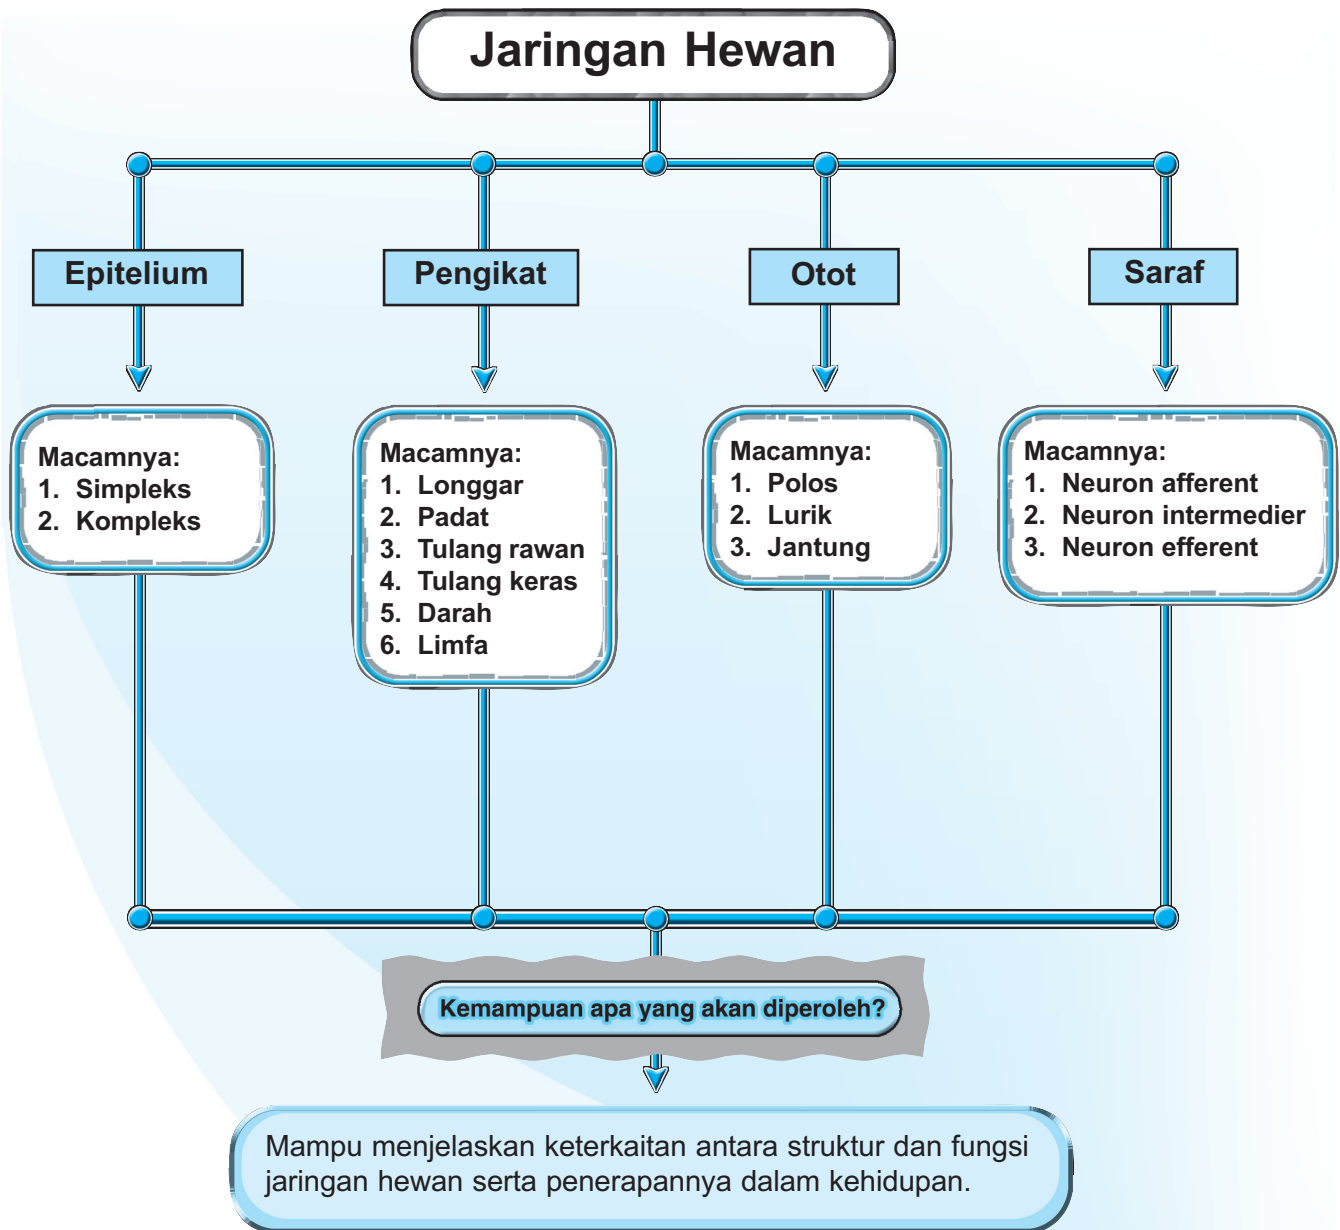 Jaringan Hewan
Epitelium
Pengikat
Otot
Saraf
Macamnya:
1. Simpleks
2. Kompleks
Macamnya:
1. Longgar
2. Padat
3. Tulang rawan
4. Tulang keras
5. Darah
6. Limfa
Macamnya:
1. Polos
2. Lurik
3. Jantung
Macamnya:
1. Neuron afferent
2. Neuron intermedier
3. Neuron efferent
Kemampuan apa yang akan diperoleh?
Mampu menjelaskan keterkaitan antara struktur dan fungsi
jaringan hewan serta penerapannya dalam kehidupan.